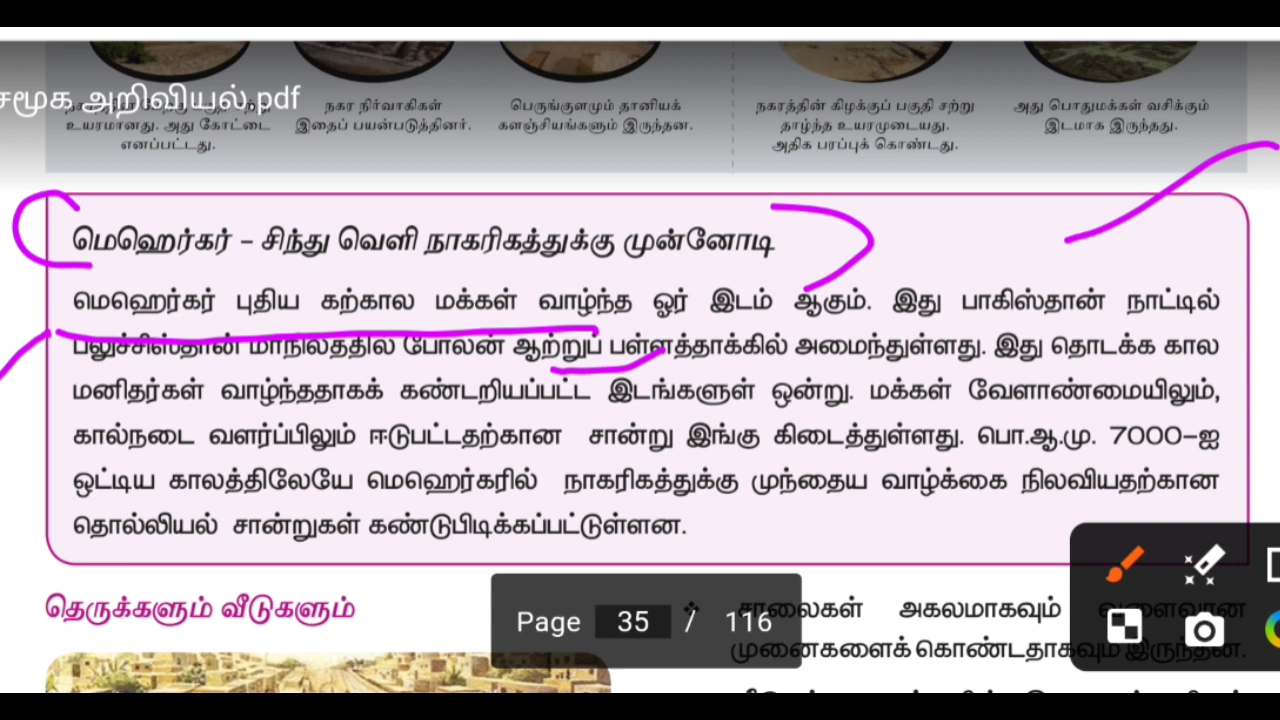 சமூக அறிவியல்.pdf
உயரமானது. அது கோட்டை
எனப்பட்டது.
நகர நிர்வாகிகள்
இதைப் பயன்படுத்தினர்.
பெருங்குளமும் தானியக்
களஞ்சியங்களும் இருந்தன.
நகரத்தின் கிழக்குப் பகுதி சற்று
தாழ்ந்த உயரமுடையது.
அதிக பரப்புக் கொண்டது.
அது பொதுமக்கள் வசிக்கும்
இடமாக இருந்தது.
மெஹெர்கர் – சிந்து வெளி நாகரிகத்துக்கு முன்னோடி
மெஹெர்கர் புதிய கற்கால மக்கள் வாழ்ந்த ஓர் இடம் ஆகும். இது பாகிஸ்தான் நாட்டில்
பலுச்சிஸ்தான் மாநிலத்தில் போலன் ஆற்றுப் பள்ளத்தாக்கில் அமைந்துள்ளது. இது தொடக்க கால
மனிதர்கள் வாழ்ந்ததாகக் கண்டறியப்பட்ட இடங்களுள் ஒன்று. மக்கள் வேளாண்மையிலும்,
கால்நடை வளர்ப்பிலும் ஈடுபட்டதற்கான சான்று இங்கு கிடைத்துள்ளது. பொ.ஆ.மு. 7000–ஐ
ஒட்டிய காலத்திலேயே மெஹெர்கரில் நாகரிகத்துக்கு முந்தைய வாழ்க்கை நிலவியதற்கான
தொல்லியல் சான்றுகள் கண்டுபிடிக்கப்பட்டுள்ளன.
தெருக்களும் வீடுகளும்
Page 35 / 116
சாலைகள் அகலமாகவும் வளைவான
முனைகளைக் கொண்டதாகவும் இருந்தன.